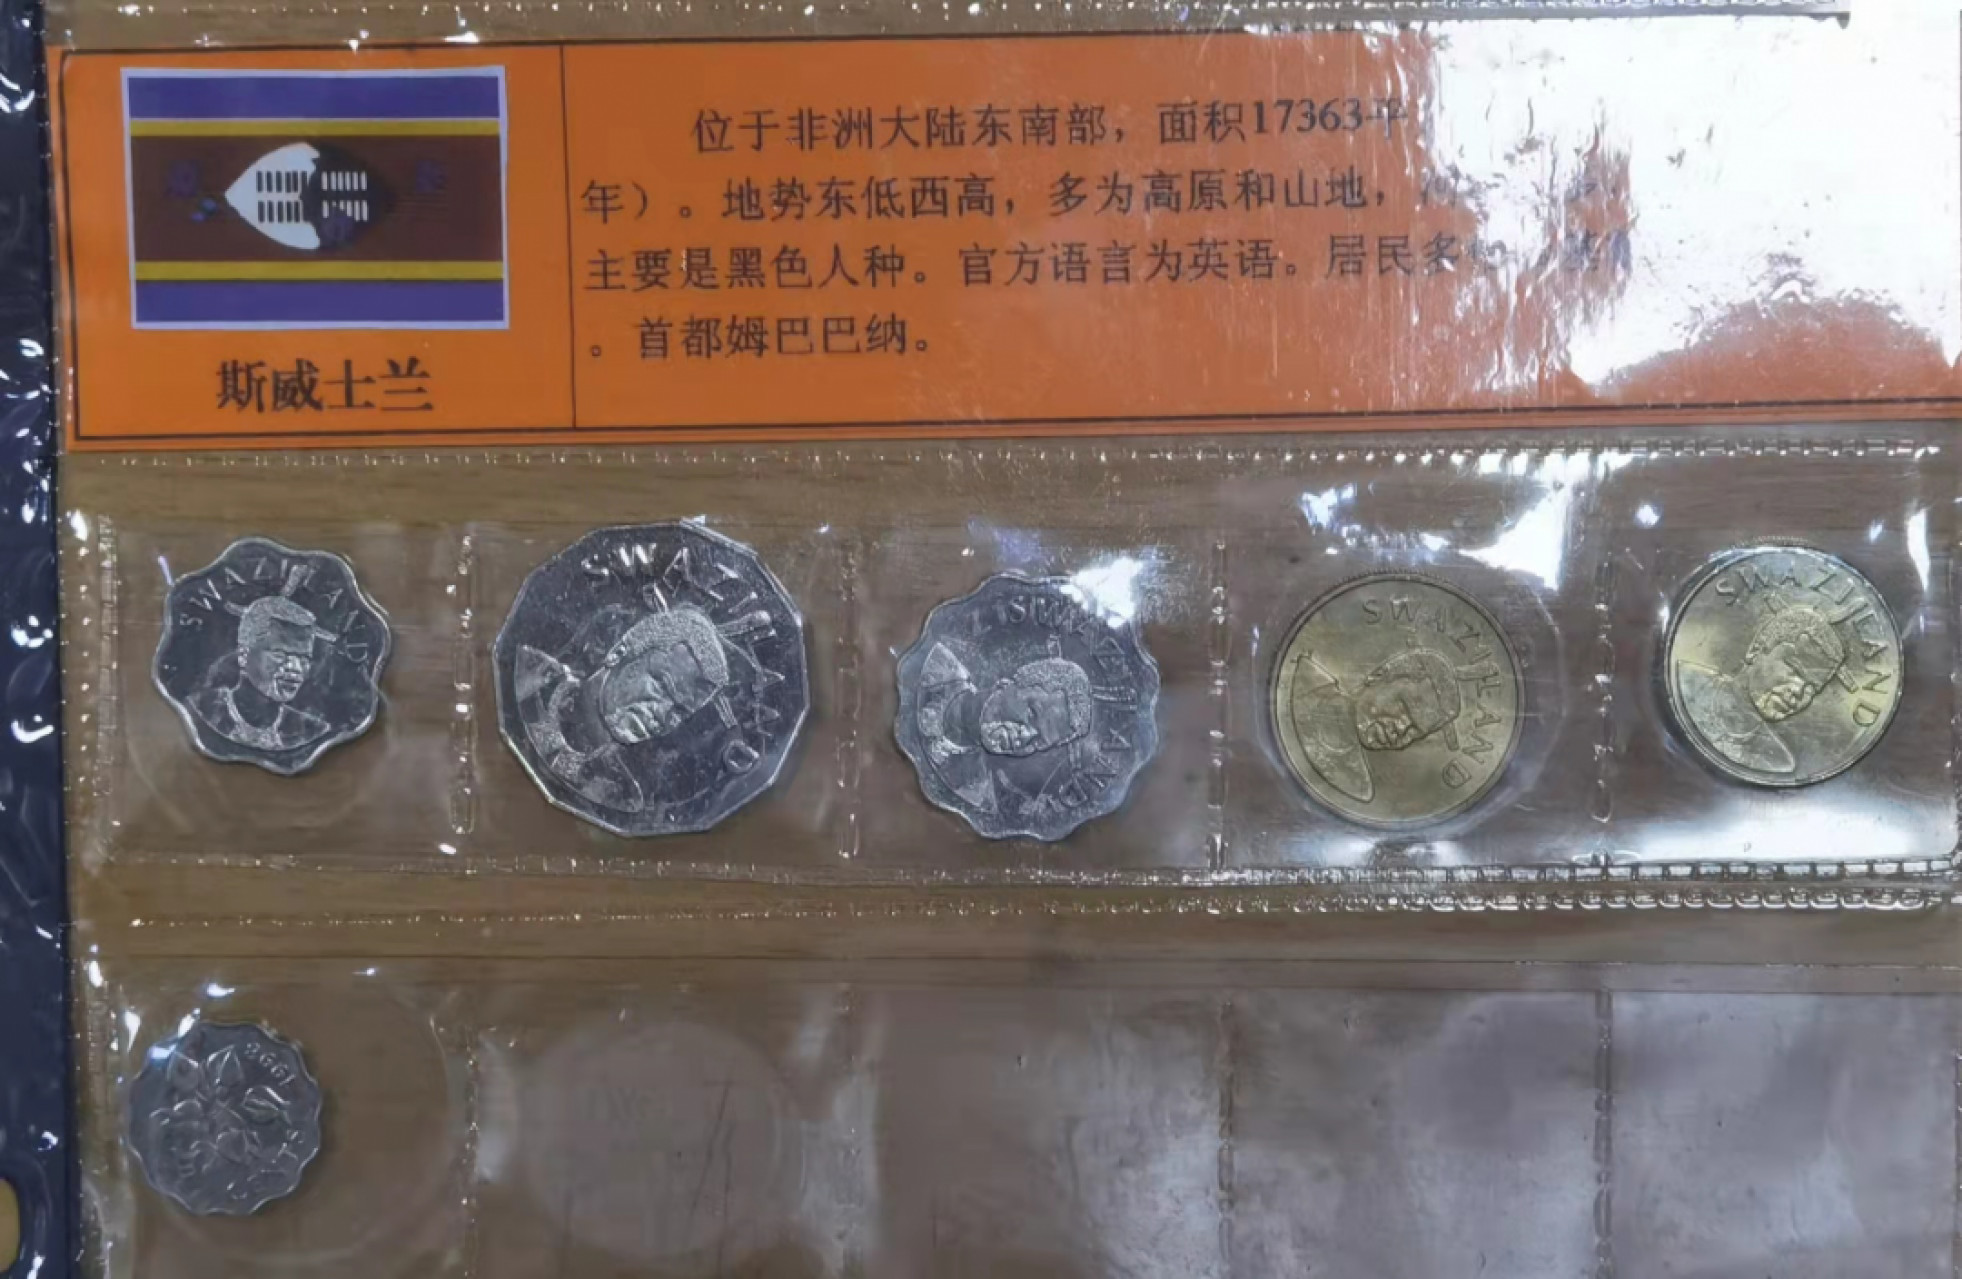 位于非洲大陆东南部，面积17363平
年）。地势东低西高，多为高原和山地，
主要是黑色人种。官方语言为英语。居民多
。首都姆巴巴纳。
斯威士兰
SWAZILAND
SWAZILAND
SWAZILAND
SWAZILAND
SWAZILAND
1998